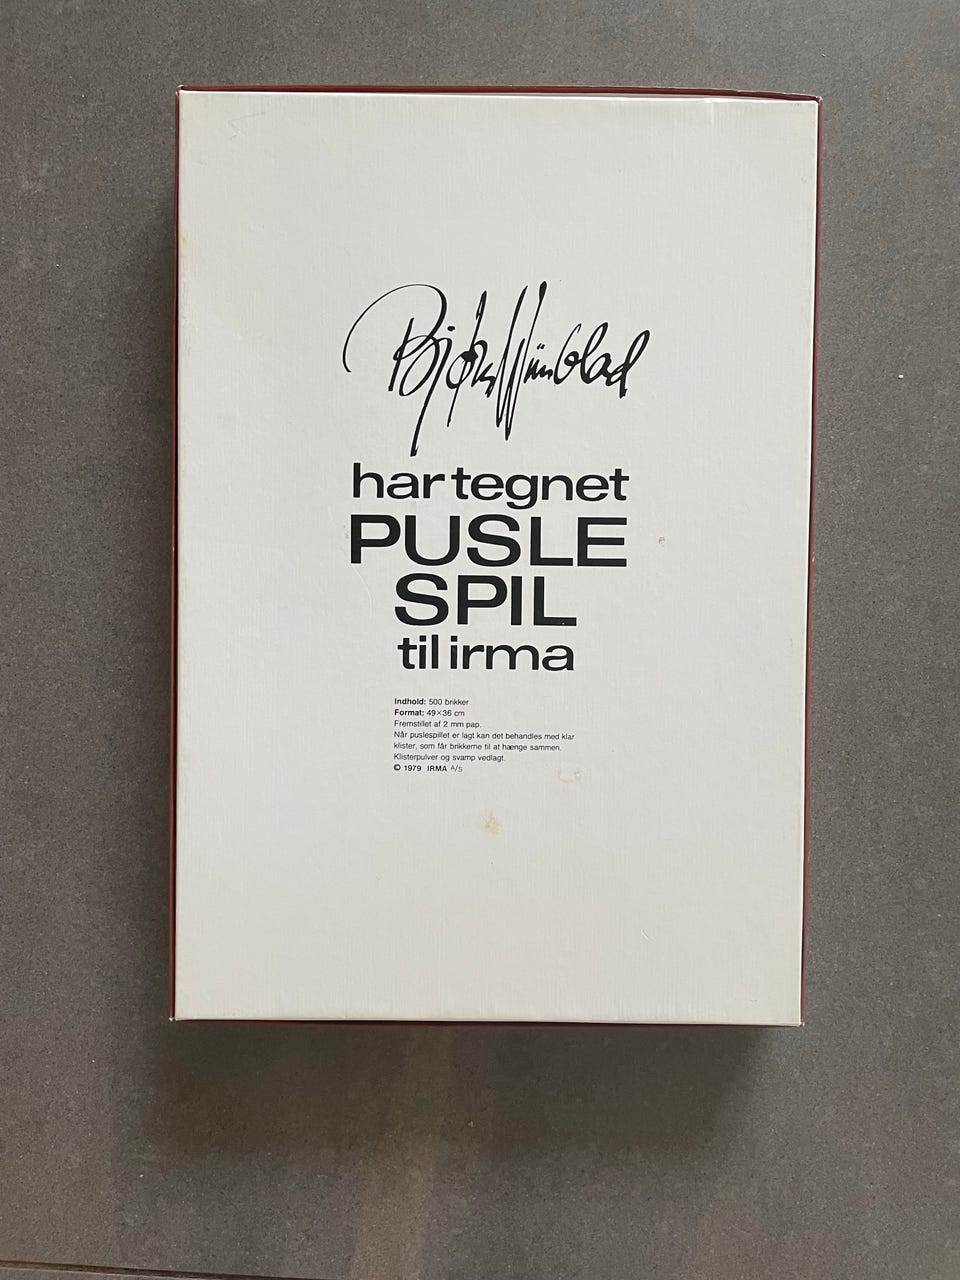 Bjørn Wiinblad
har tegnet
PUSLE
SPIL
til irma
Indhold: 500 brikker
Format: 49×36 cm
Fremstillet af 2 mm pap.
Når puslespillet er lagt kan det behandles med klar
klister, som får brikkerne til at hænge sammen.
Klisterpulver og svamp vedlagt.
© 1979 IRMA A/S